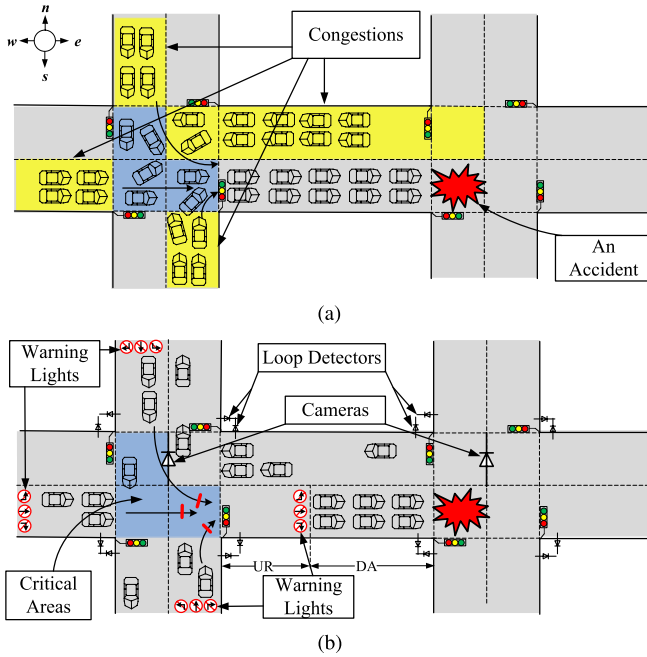 n
w e
s
Congestions
An
Accident
(a)
Warning
Lights
Loop Detectors
Cameras
Critical
Areas
UR
DA
Warning
Lights
(b)